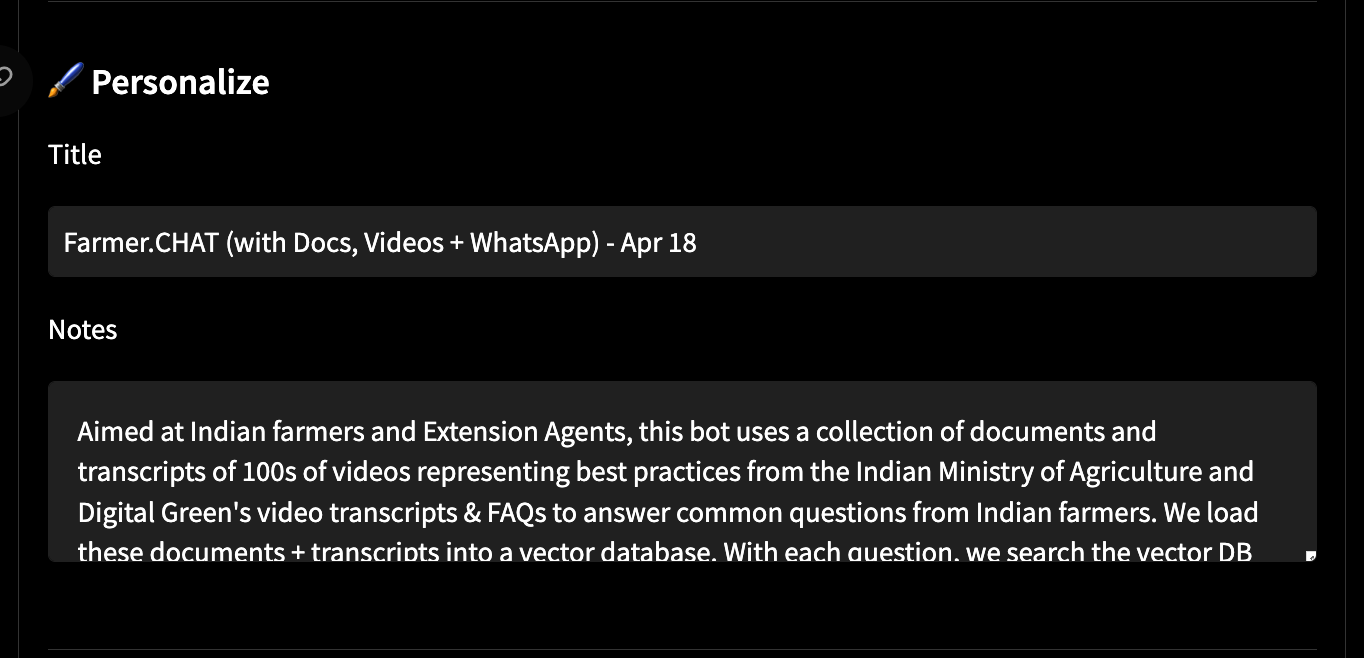 Personalize
Title
Farmer.CHAT (with Docs, Videos + WhatsApp) - Apr 18
Notes
Aimed at Indian farmers and Extension Agents, this bot uses a collection of documents and
transcripts of 100s of videos representing best practices from the Indian Ministry of Agriculture and
Digital Green's video transcripts & FAQs to answer common questions from Indian farmers. We load
these documents + transcripts into a vector database. With each question, we search the vector DB